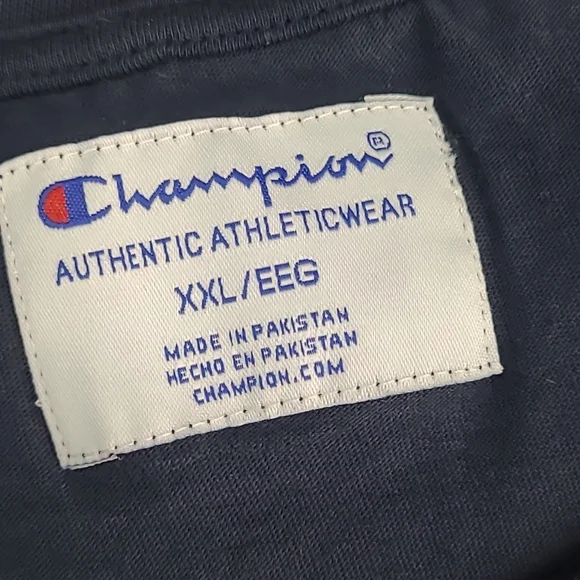 Champion®
AUTHENTIC ATHLETICWEAR
XXL/EEG
MADE IN PAKISTAN
HECHO EN PAKISTAN
CHAMPION.COM